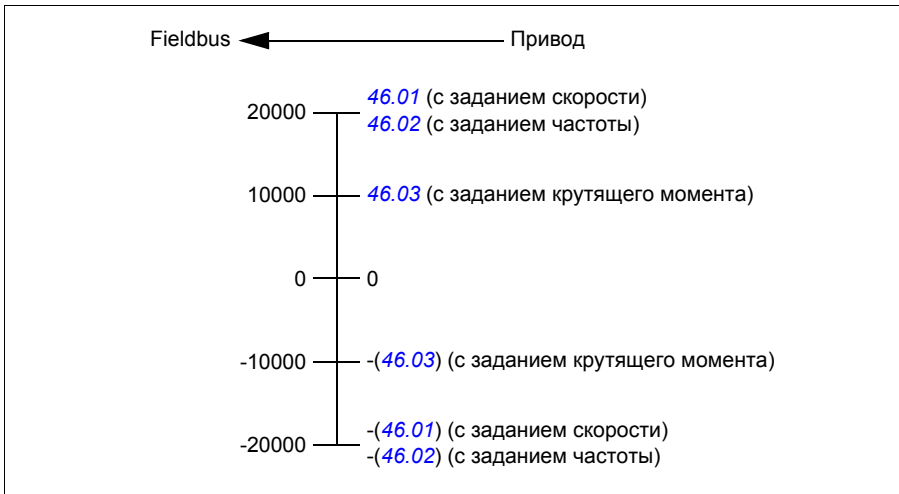 Fieldbus Привод
46.01 (с заданием скорости)
20000
46.02 (с заданием частоты)
10000 46.03 (с заданием крутящего момента)
0 0
-10000 -(46.03) (с заданием крутящего момента)
-(46.01) (с заданием скорости)
-20000
-(46.02) (с заданием частоты)